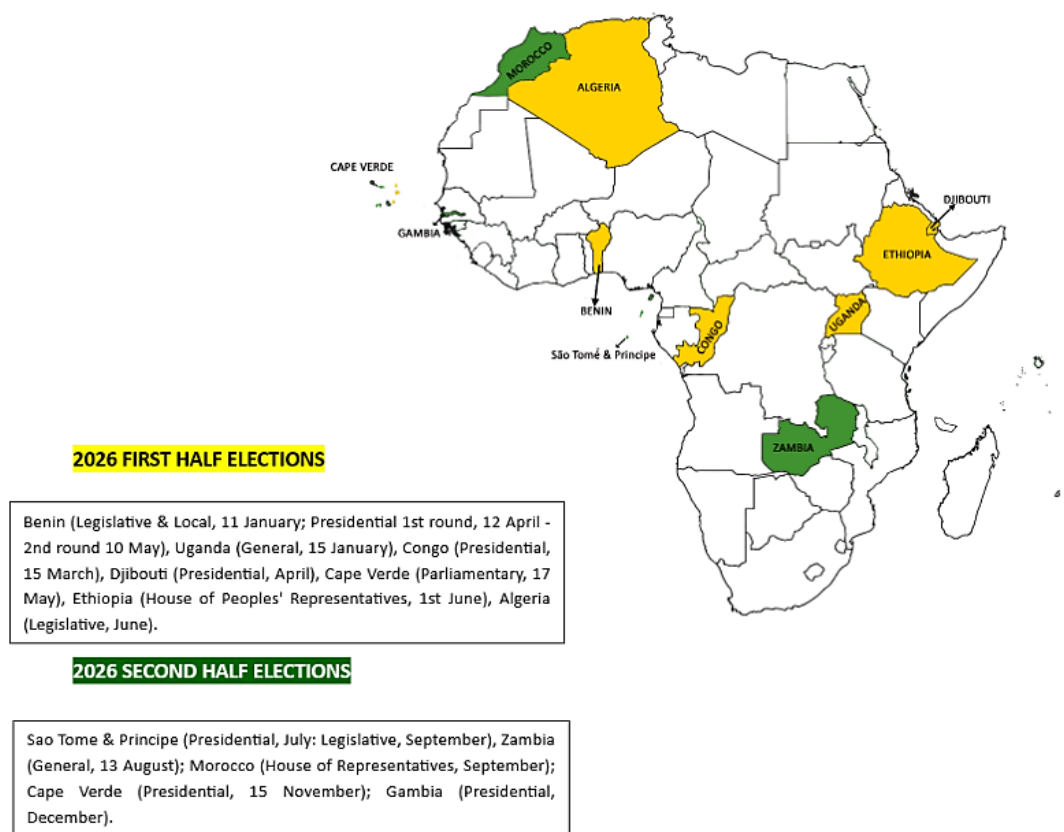 MOROCCO
ALGERIA
CAPE VERDE
DJIBOUTI
GAMBIA
ETHIOPIA
BENIN
UGANDA
CONGO
São Tomé & Principe
ZAMBIA
2026 FIRST HALF ELECTIONS
Benin (Legislative & Local, 11 January; Presidential 1st round, 12 April -
2nd round 10 May), Uganda (General, 15 January), Congo (Presidential,
15 March), Djibouti (Presidential, April), Cape Verde (Parliamentary, 17
May), Ethiopia (House of Peoples' Representatives, 1st June), Algeria
(Legislative, June).
2026 SECOND HALF ELECTIONS
Sao Tome & Principe (Presidential, July: Legislative, September), Zambia
(General, 13 August); Morocco (House of Representatives, September);
Cape Verde (Presidential, 15 November); Gambia (Presidential,
December).